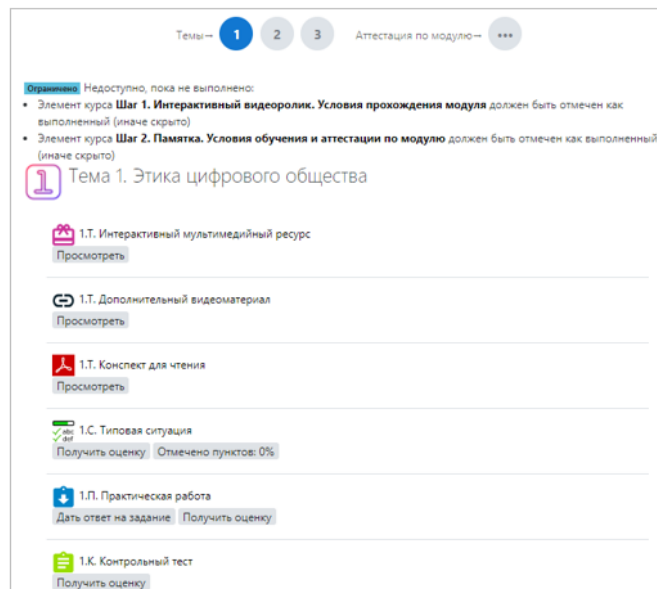 Темы→ 1 2 3 Аттестация по модулю→ •••
Ограничено Недоступно, пока не выполнено:
• Элемент курса Шаг 1. Интерактивный видеоролик. Условия прохождения модуля должен быть отмечен как
выполненный (иначе скрыто)
• Элемент курса Шаг 2. Памятка. Условия обучения и аттестации по модулю должен быть отмечен как выполненный
(иначе скрыто)
1 Тема 1. Этика цифрового общества
1.Т. Интерактивный мультимедийный ресурс
Просмотреть
1.Т. Дополнительный видеоматериал
Просмотреть
1.Т. Конспект для чтения
Просмотреть
abc
def
1.С. Типовая ситуация
Получить оценку Отмечено пунктов: 0%
1.П. Практическая работа
Дать ответ на задание Получить оценку
1.К. Контрольный тест
Получить оценку